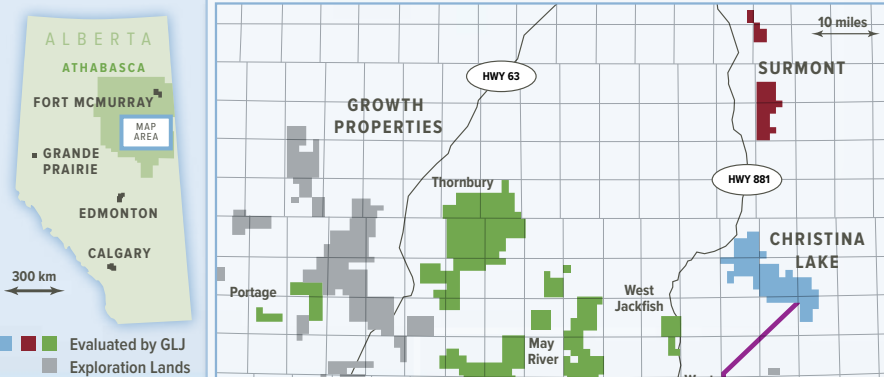 ALBERTA
ATHABASCA
FORT MCMURRAY
MAP
AREA
GRANDE
PRAIRIE
EDMONTON
CALGARY
300 km
Evaluated by GLJ
Exploration Lands
10 miles
HWY 63
SURMONT
GROWTH
PROPERTIES
HWY 881
Thornbury
CHRISTINA
LAKE
Portage
West
Jackfish
May
River